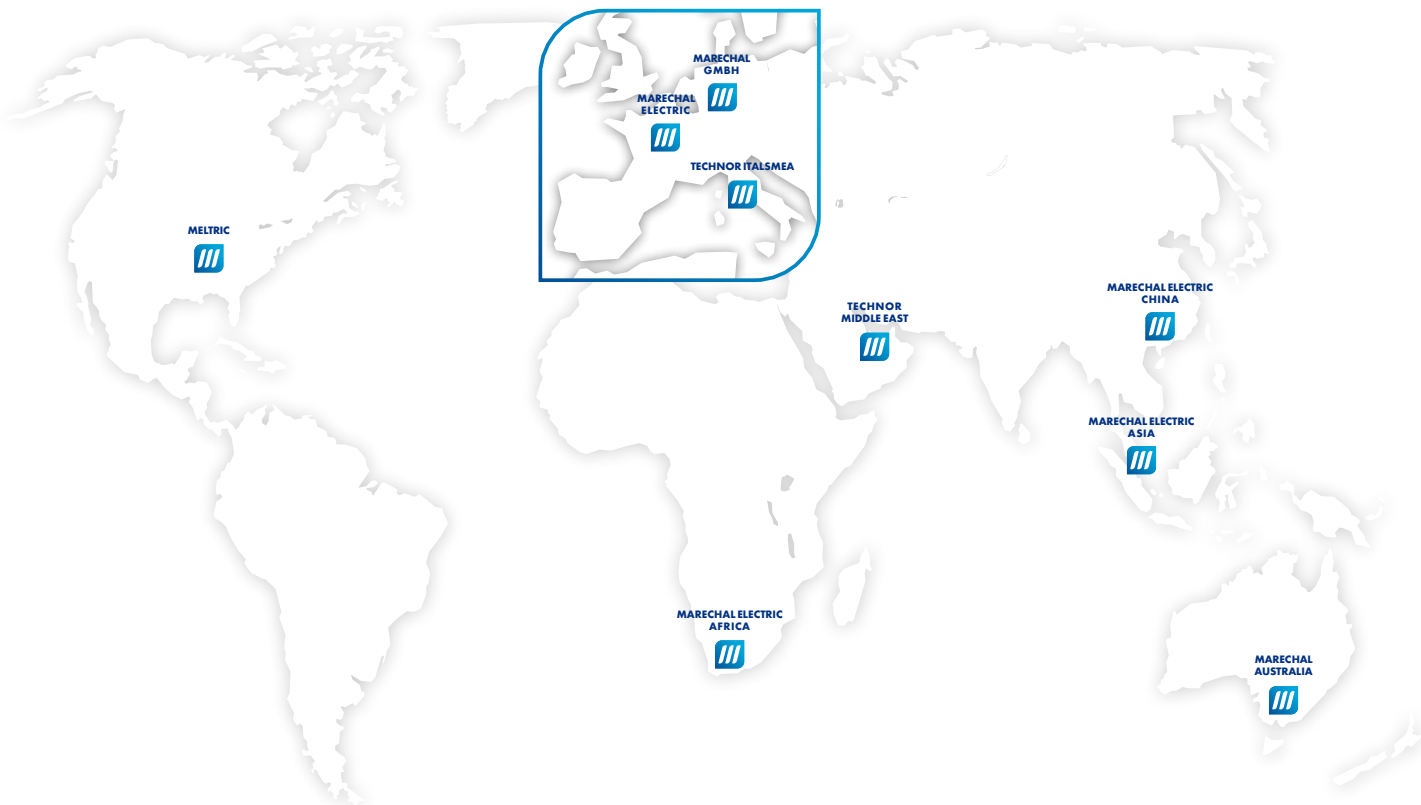 MARECHAL
GMBH
MARECHAL
ELECTRIC
TECHNOR ITALSMEA
MELTRIC
MARECHAL ELECTRIC
CHINA
TECHNOR
MIDDLE EAST
MARECHAL ELECTRIC
ASIA
MARECHAL ELECTRIC
AFRICA
MARECHAL
AUSTRALIA